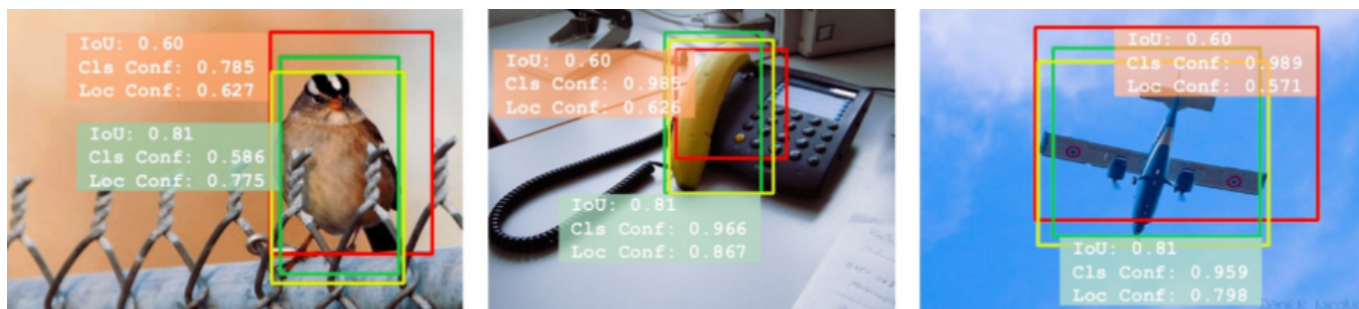 IoU: 0.60
Cls Conf: 0.785
Loc Conf: 0.627
IoU: 0.81
Cls Conf: 0.586
Loc Conf: 0.775
IoU: 0.60
Cls Conf: 0.985
Loc Conf: 0.626
IoU: 0.81
Cls Conf: 0.966
Loc Conf: 0.867
IoU: 0.60
Cls Conf: 0.989
Loc Conf: 0.571
IoU: 0.81
Cls Conf: 0.959
Loc Conf: 0.798